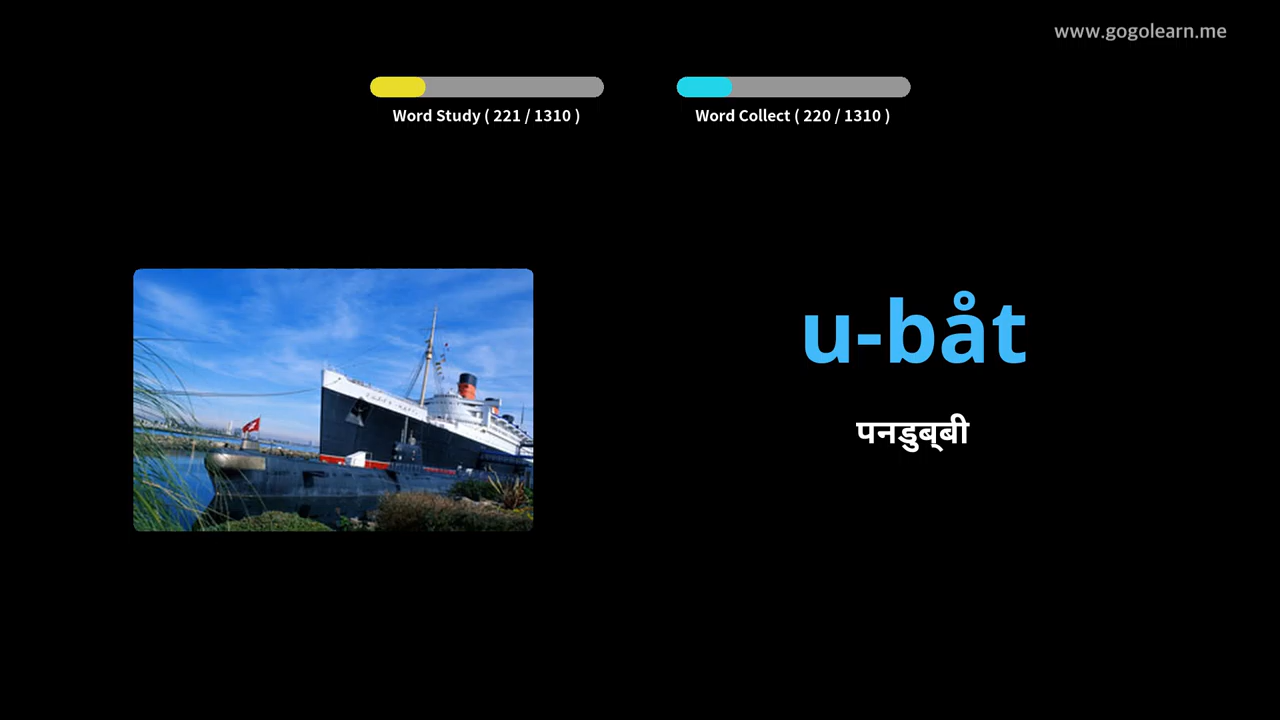 www.gogolearn.me
Word Study ( 221 / 1310 )
Word Collect ( 220 / 1310 )
u-båt
पनडुब्बी